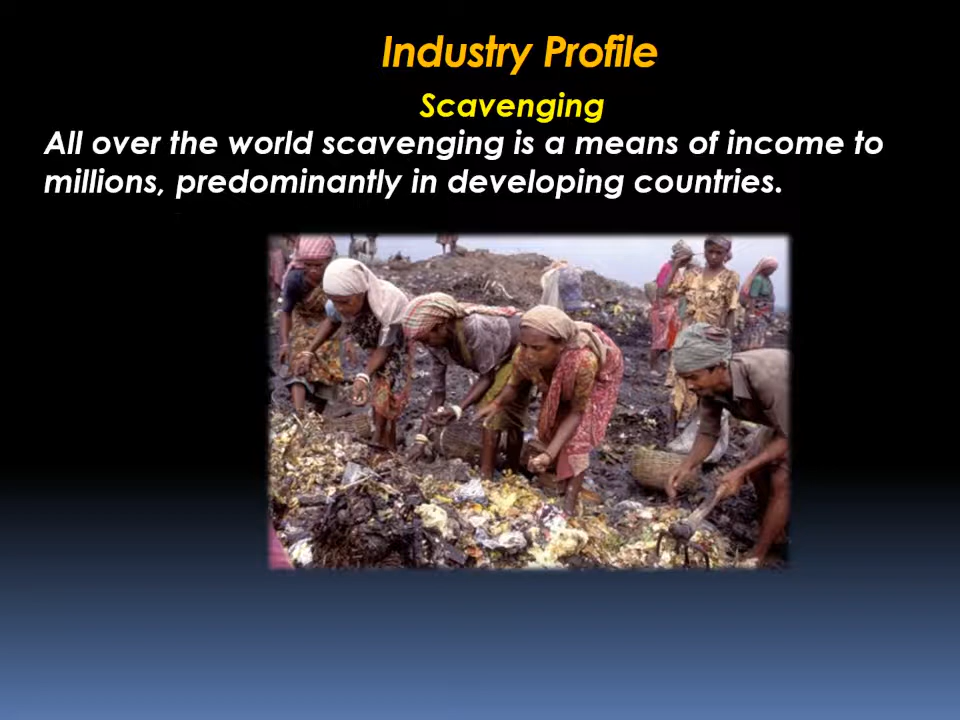 Industry Profile
Scavenging
All over the world scavenging is a means of income to
millions, predominantly in developing countries.